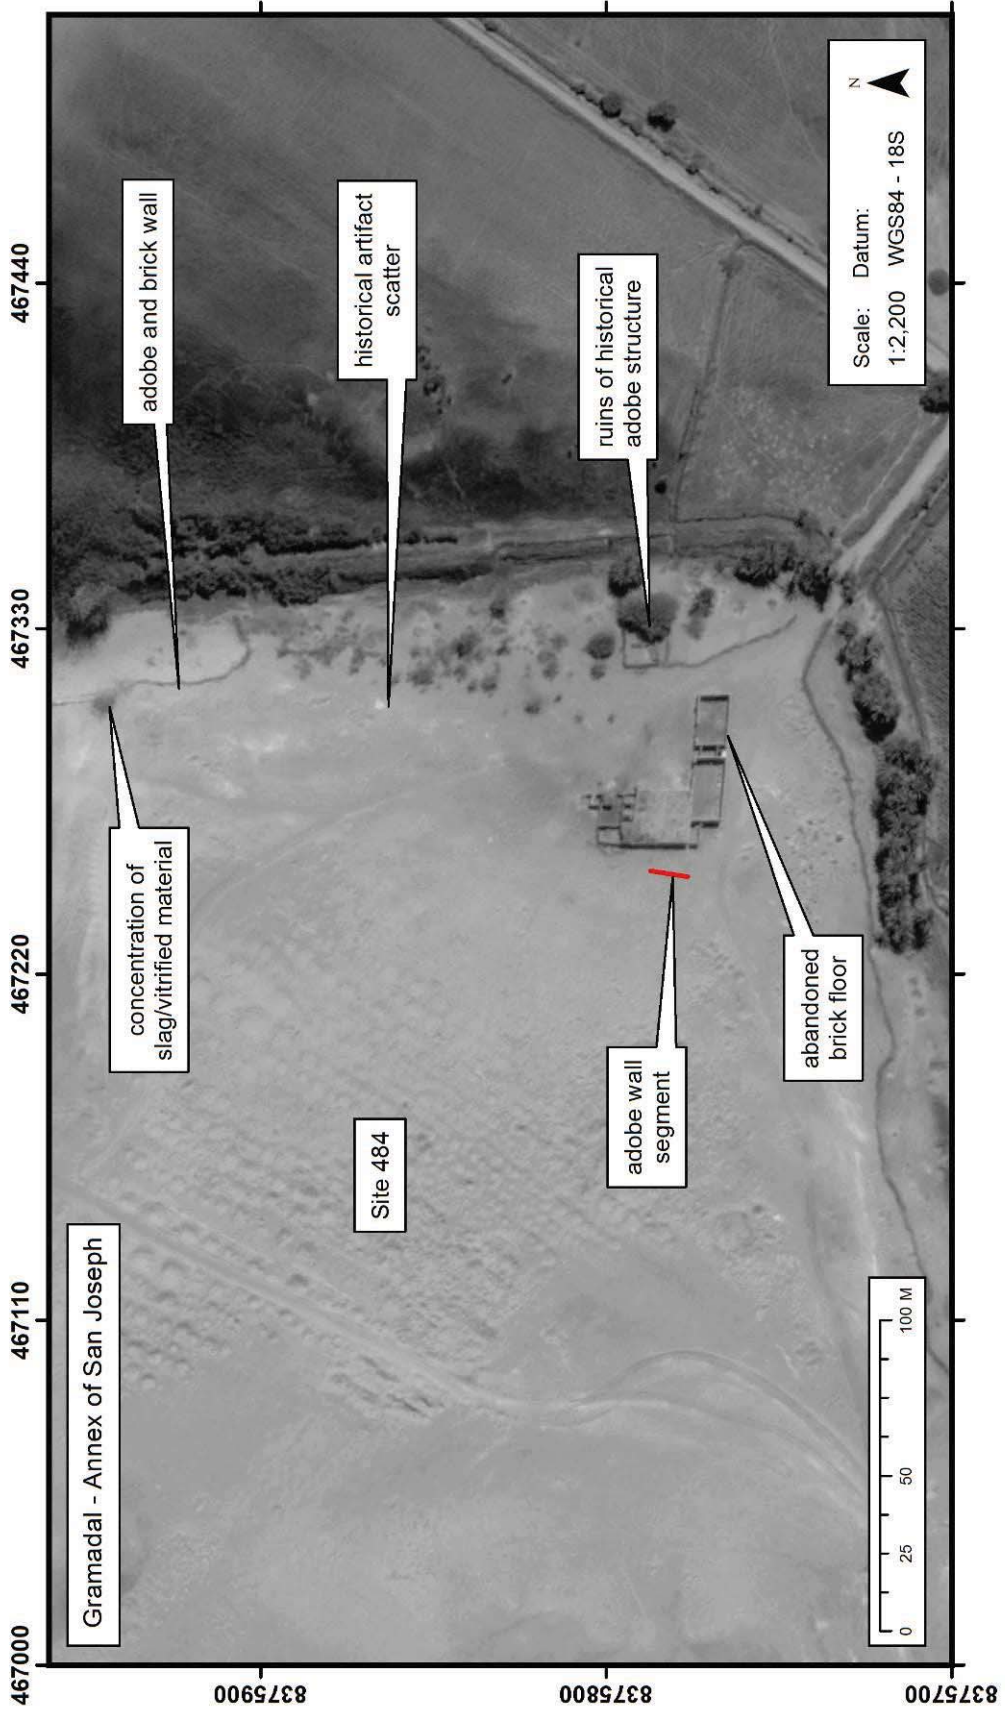 Gramadal - Annex of San Joseph
467000
467110
467220
467330
467440
8375900
8375800
8375700
concentration of
slag/vitrified material
adobe and brick wall
historical artifact
scatter
Site 484
ruins of historical
adobe structure
adobe wall
segment
abandoned
brick floor
0 25 50 100 M
N
Scale: Datum:
1:2,200 WGS84 - 18S